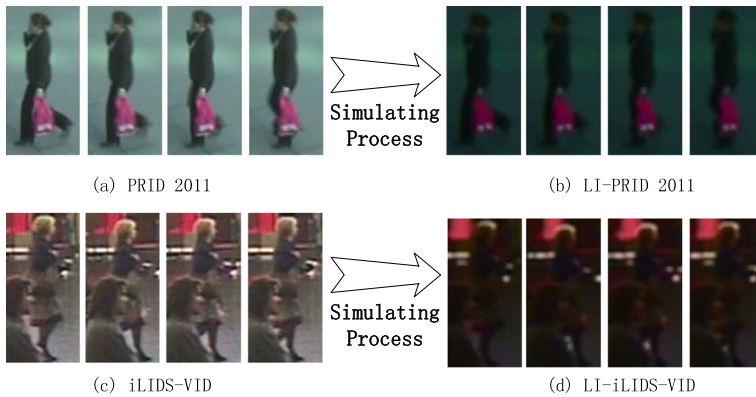 Simulating
Process
(a) PRID 2011
(b) LI-PRID 2011
Simulating
Process
(c) iLIDS-VID
(d) LI-iLIDS-VID